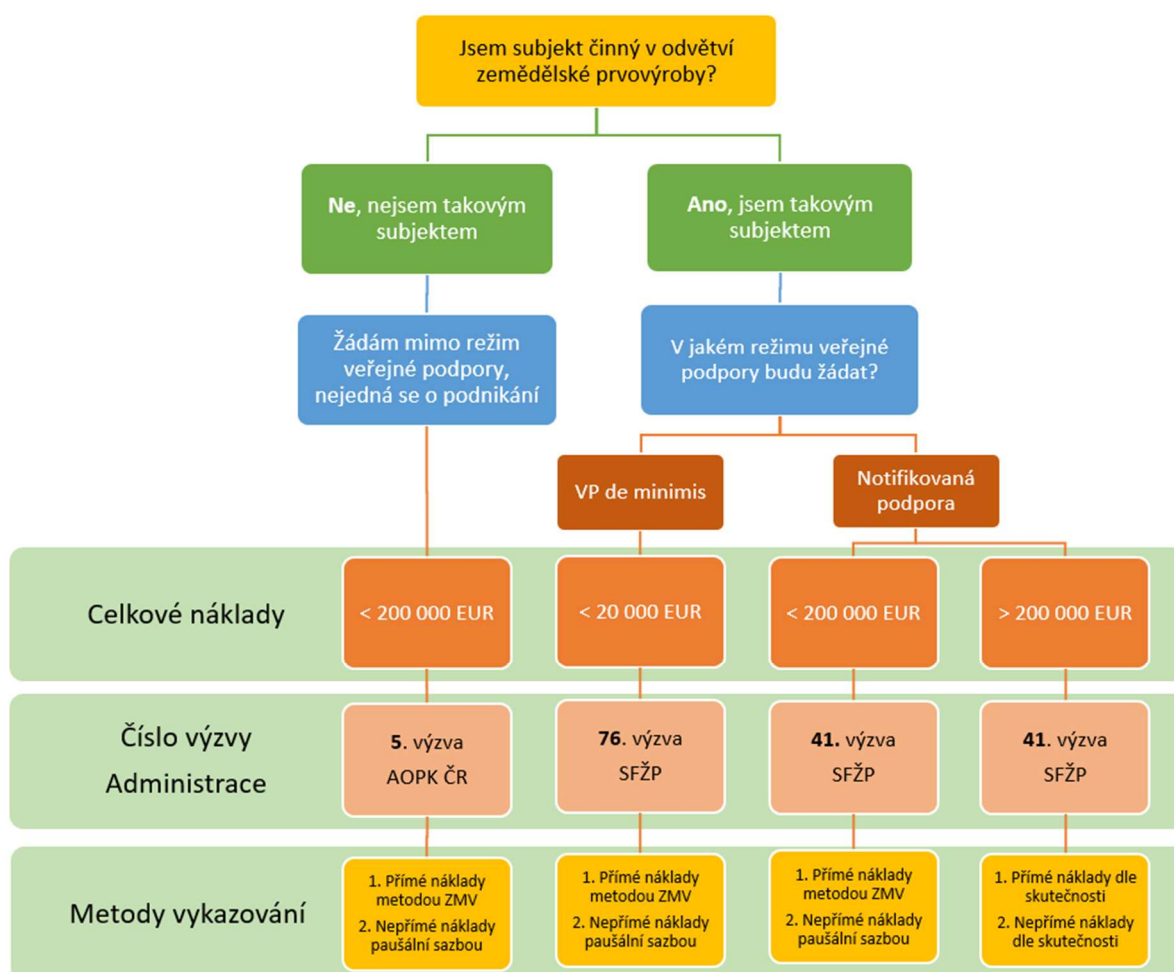 Jsem subjekt činný v odvětví
zemědělské prvovýroby?
Ne, nejsem takovým
subjektem
Ano, jsem takovým
subjektem
Žádám mimo režim
veřejné podpory,
nejedná se o podnikání
V jakém režimu veřejné
podpory budu žádat?
VP de minimis
Notifikovaná
podpora
Celkové náklady
< 200 000 EUR
< 20 000 EUR
< 200 000 EUR
> 200 000 EUR
Číslo výzvy
Administrace
5. výzva
AOPK ČR
76. výzva
SFŽP
41. výzva
SFŽP
41. výzva
SFŽP
Metody vykazování
1. Přímé náklady
metodou ZMV
2. Nepřímé náklady
paušální sazbou
1. Přímé náklady
metodou ZMV
2. Nepřímé náklady
paušální sazbou
1. Přímé náklady
metodou ZMV
2. Nepřímé náklady
paušální sazbou
1. Přímé náklady dle
skutečnosti
2. Nepřímé náklady
dle skutečnosti